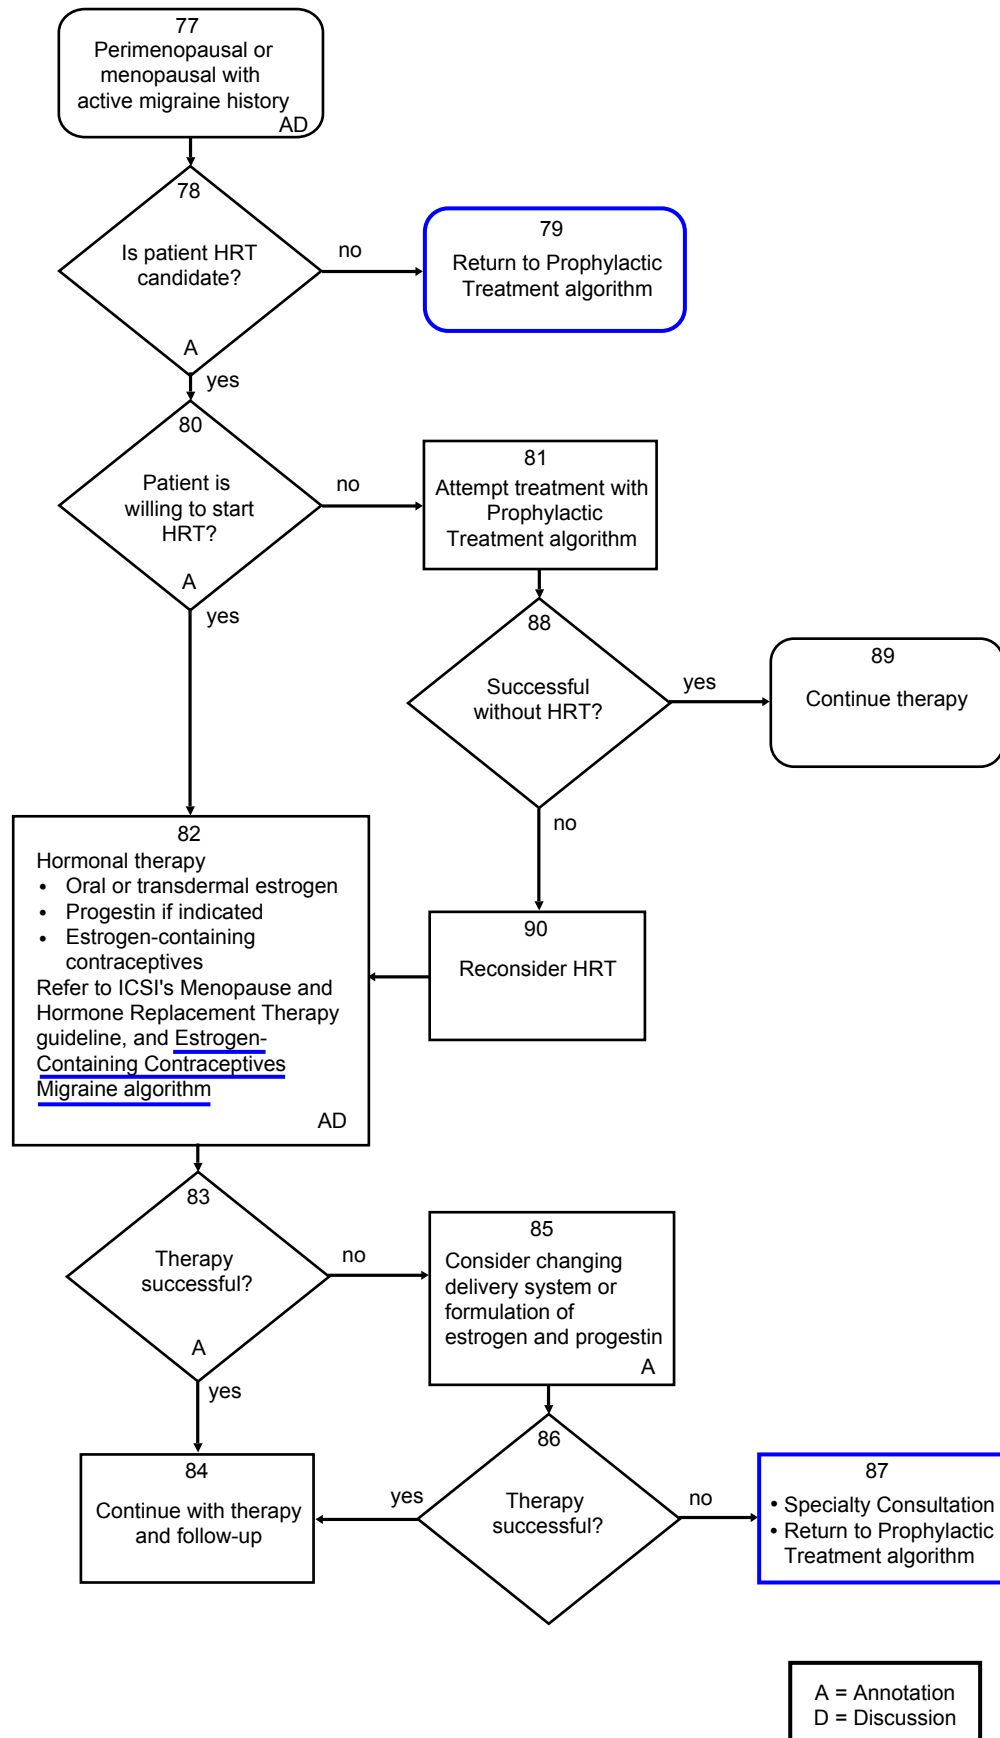 77
Perimenopausal or
menopausal with
active migraine history
AD
78
Is patient HRT
candidate?
A
no
79
Return to Prophylactic
Treatment algorithm
yes
80
Patient is
willing to start
HRT?
A
no
81
Attempt treatment with
Prophylactic
Treatment algorithm
yes
88
Successful
without HRT?
yes
89
Continue therapy
no
90
Reconsider HRT
82
Hormonal therapy
• Oral or transdermal estrogen
• Progestin if indicated
• Estrogen-containing
contraceptives
Refer to ICSI's Menopause and
Hormone Replacement Therapy
guideline, and Estrogen-
Containing Contraceptives
Migraine algorithm
AD
83
Therapy
successful?
A
no
85
Consider changing
delivery system or
formulation of
estrogen and progestin
A
yes
84
Continue with therapy
and follow-up
yes
86
Therapy
successful?
no
87
• Specialty Consultation
• Return to Prophylactic
Treatment algorithm
A = Annotation
D = Discussion